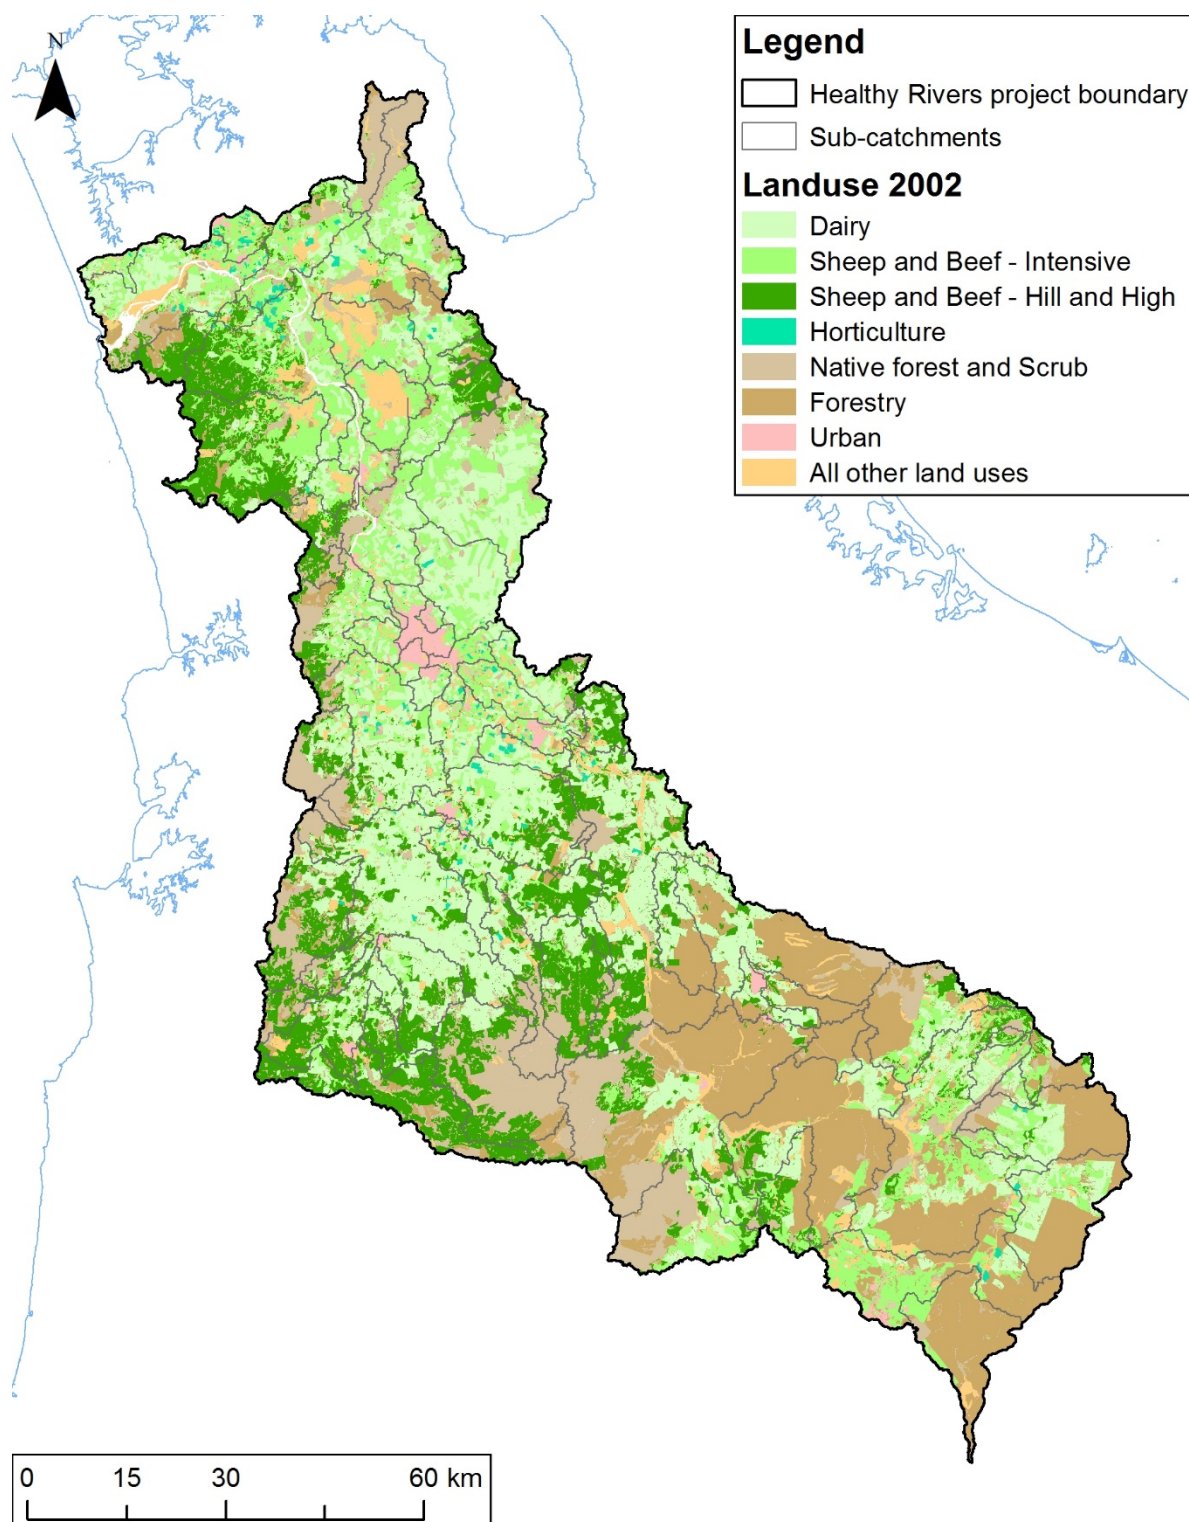 N
Legend
Healthy Rivers project boundary
Sub-catchments
Landuse 2002
Dairy
Sheep and Beef - Intensive
Sheep and Beef - Hill and High
Horticulture
Native forest and Scrub
Forestry
Urban
All other land uses
0 15 30 60 km